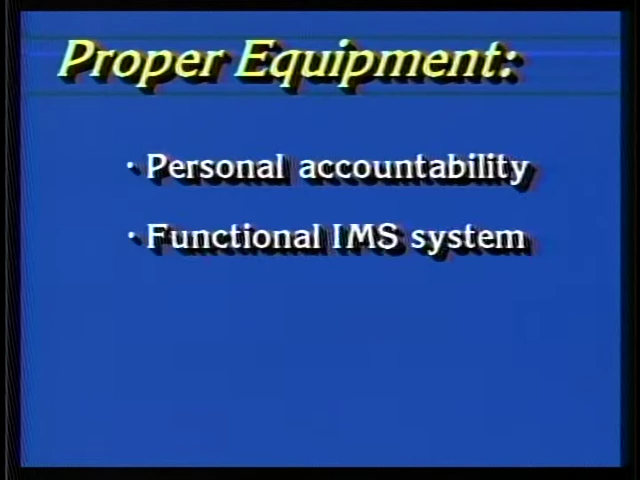 Proper Equipment:
· Personal accountability
· Functional IMS system